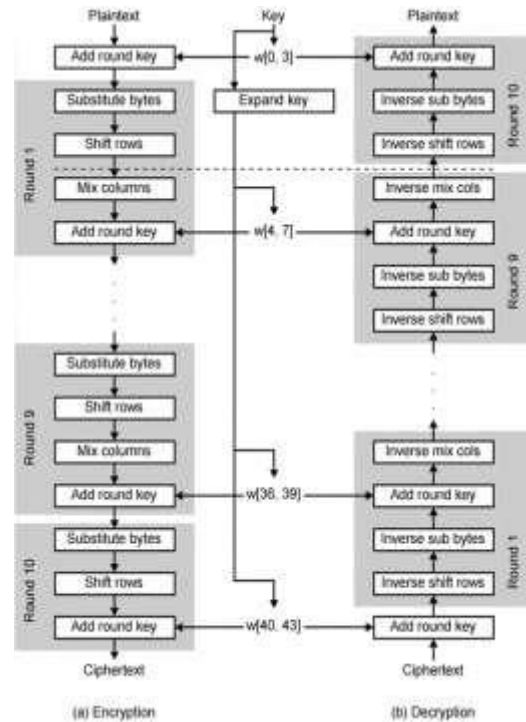 Plaintext
Key
Plaintext
Add round key
w[0, 3]
Add round key
Substitute bytes
Expand key
Inverse sub bytes
Shift rows
Inverse shift rows
Round 1
Round 10
Mix columns
Inverse mix cols
Add round key
w[4, 7]
Add round key
Inverse sub bytes
Inverse shift rows
Round 9
Substitute bytes
Shift rows
Mix columns
Inverse mix cols
Round 9
Add round key
w[36, 39]
Add round key
Substitute bytes
Inverse sub bytes
Shift rows
Inverse shift rows
Round 10
Round 1
Add round key
w[40, 43]
Add round key
Ciphertext
Ciphertext
(a) Encryption
(b) Decryption